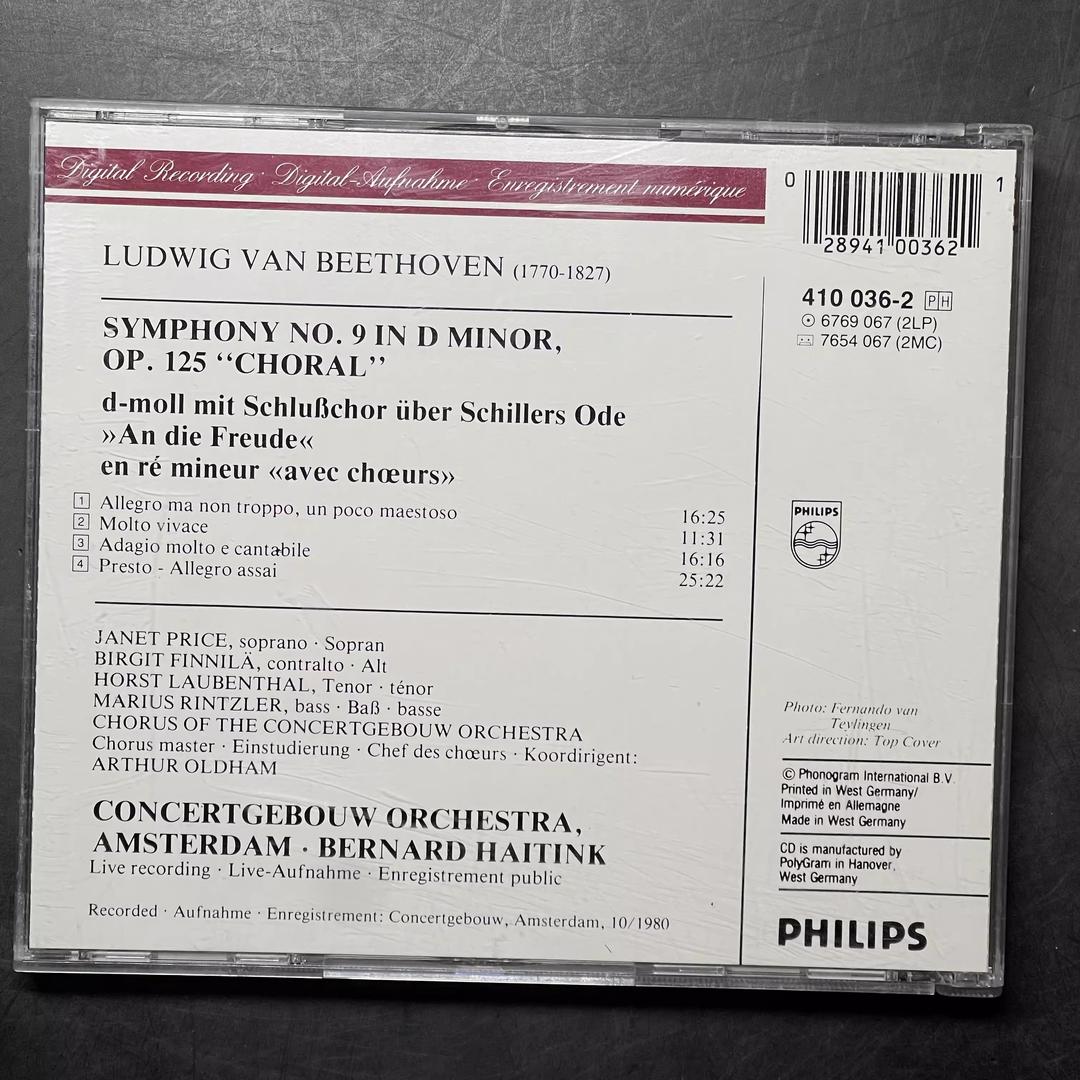 Digital Recording · Digital-Aufnahme · Enregistrement numérique
LUDWIG VAN BEETHOVEN (1770-1827)
SYMPHONY NO. 9 IN D MINOR,
OP. 125 “CHORAL”
d-moll mit Schlußchor über Schillers Ode
»An die Freude«
en ré mineur «avec chœurs»
1 Allegro ma non troppo, un poco maestoso 16:25
2 Molto vivace 11:31
3 Adagio molto e cantabile 16:16
4 Presto - Allegro assai 25:22
JANET PRICE, soprano · Sopran
BIRGIT FINNILÄ, contralto · Alt
HORST LAUBENTHAL, Tenor · ténor
MARIUS RINTZLER, bass · Baß · basse
CHORUS OF THE CONCERTGEBOUW ORCHESTRA
Chorus master · Einstudierung · Chef des chœurs · Koordirigent:
ARTHUR OLDHAM
CONCERTGEBOUW ORCHESTRA,
AMSTERDAM · BERNARD HAITINK
Live recording · Live-Aufnahme · Enregistrement public
Recorded · Aufnahme · Enregistrement: Concertgebouw, Amsterdam, 10/1980
0 28941 00362 1
410 036-2 PH
6769 067 (2LP)
7654 067 (2MC)
PHILIPS
Photo: Fernando van
Teylingen
Art direction: Top Cover
© Phonogram International B.V.
Printed in West Germany/
Imprimé en Allemagne
Made in West Germany
CD is manufactured by
PolyGram in Hanover,
West Germany
PHILIPS